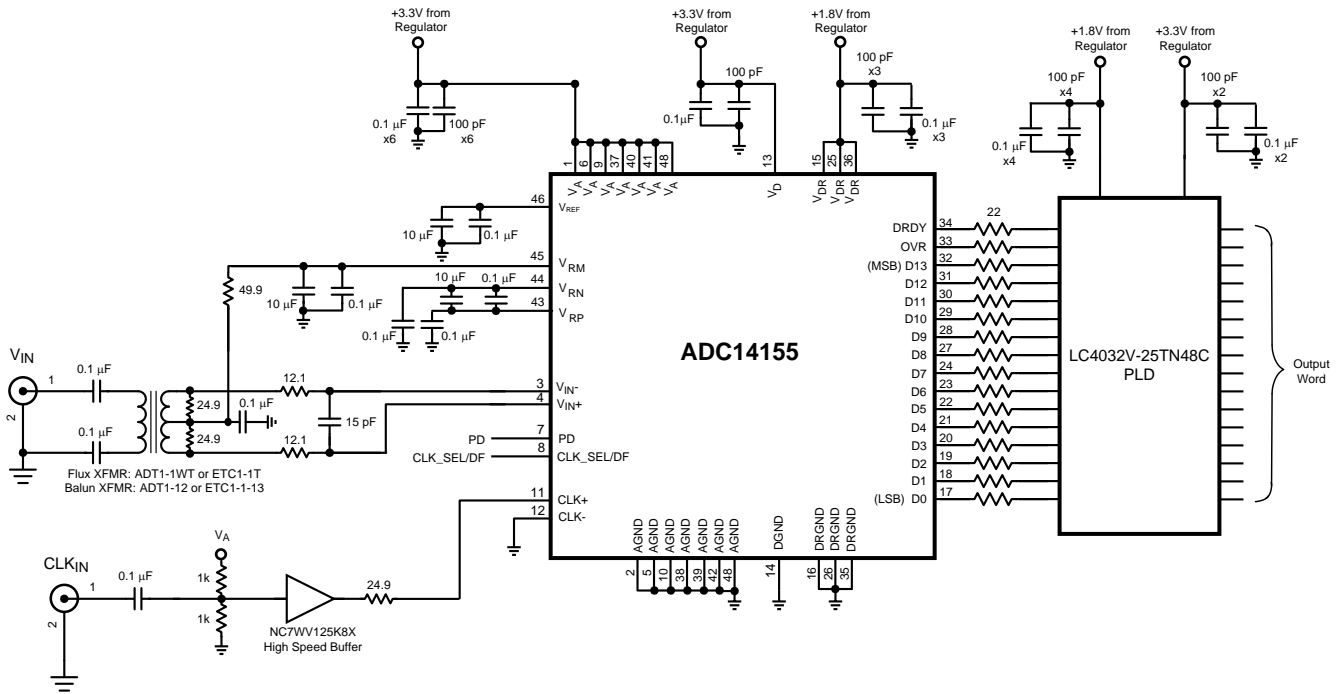 +3.3V from
Regulator
+3.3V from
Regulator
+1.8V from
Regulator
+1.8V from
Regulator
+3.3V from
Regulator
0.1 µF
x6
100 pF
x6
100 pF
0.1µF
100 pF
x3
0.1 µF
x3
100 pF
x4
0.1 µF
x4
100 pF
x2
0.1 µF
x2
1
6
9
37
40
41
48
VA
VA
VA
VA
VA
VA
VA
13
VD
15
25
36
VDR
VDR
VDR
46
VREF
10 µF
0.1 µF
45
VRM
49.9
10 µF
0.1 µF
44
VRN
43
VRP
10 µF
0.1 µF
0.1 µF
0.1 µF
ADC14155
VIN
1
2
0.1 µF
0.1 µF
24.9
24.9
0.1 µF
12.1
12.1
15 pF
3
VIN-
4
VIN+
Flux XFMR: ADT1-1WT or ETC1-1T
Balun XFMR: ADT1-12 or ETC1-1-13
PD
7
PD
CLK_SEL/DF
8
CLK_SEL/DF
11
CLK+
12
CLK-
CLKIN
1
2
0.1 µF
VA
1k
1k
NC7WV125K8X
High Speed Buffer
24.9
AGND
AGND
AGND
AGND
AGND
AGND
AGND
2
5
10
38
39
42
48
DGND
14
DRGND
DRGND
DRGND
16
26
35
22
DRDY 34
OVR 33
(MSB) D13 32
D12 31
D11 30
D10 29
D9 28
D8 27
D7 24
D6 23
D5 22
D4 21
D3 20
D2 19
D1 18
(LSB) D0 17
LC4032V-25TN48C
PLD
Output
Word